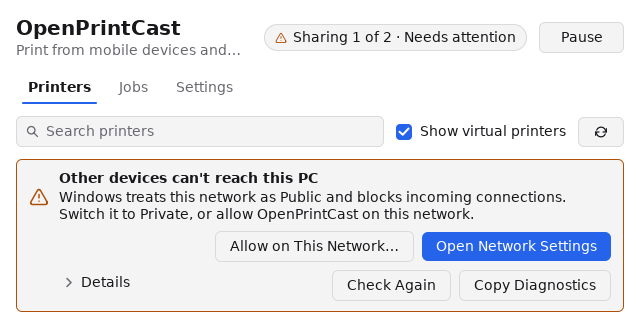 OpenPrintCast
Print from mobile devices and…
Sharing 1 of 2 · Needs attention
Pause
Printers
Jobs
Settings
Search printers
Show virtual printers
Other devices can't reach this PC
Windows treats this network as Public and blocks incoming connections.
Switch it to Private, or allow OpenPrintCast on this network.
Allow on This Network…
Open Network Settings
Details
Check Again
Copy Diagnostics